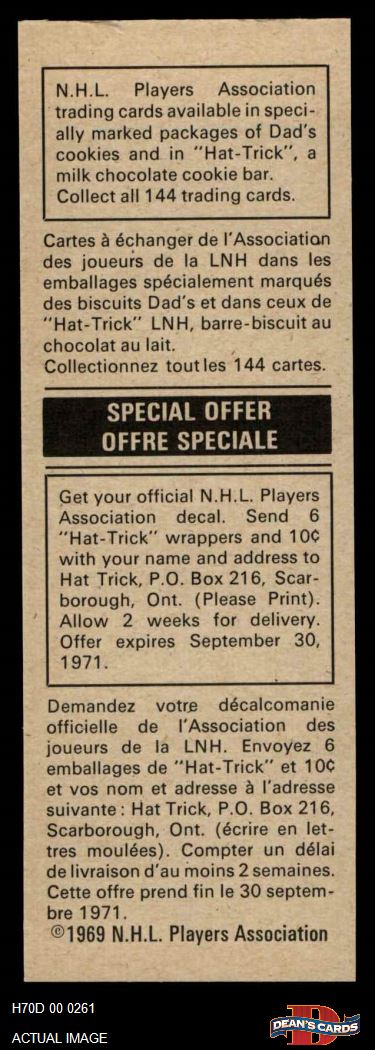 N.H.L. Players Association
trading cards available in speci-
ally marked packages of Dad's
cookies and in "Hat-Trick", a
milk chocolate cookie bar.
Collect all 144 trading cards.
Cartes à échanger de l'Association
des joueurs de la LNH dans les
emballages spécialement marqués
des biscuits Dad's et dans ceux de
"Hat-Trick" LNH, barre-biscuit au
chocolat au lait.
Collectionnez tout les 144 cartes.
SPECIAL OFFER
OFFRE SPECIALE
Get your official N.H.L. Players
Association decal. Send 6
"Hat-Trick" wrappers and 10¢
with your name and address to
Hat Trick, P.O. Box 216, Scar-
borough, Ont. (Please Print).
Allow 2 weeks for delivery.
Offer expires September 30,
1971.
Demandez votre décalcomanie
officielle de l'Association des
joueurs de la LNH. Envoyez 6
emballages de "Hat-Trick" et 10¢
et vos nom et adresse à l'adresse
suivante : Hat Trick, P.O. Box 216,
Scarborough, Ont. (écrire en let-
tres moulées). Compter un délai
de livraison d'au moins 2 semaines.
Cette offre prend fin le 30 septem-
bre 1971.
©1969 N.H.L. Players Association
H70D 00 0261
ACTUAL IMAGE
D
DEAN'S CARDS